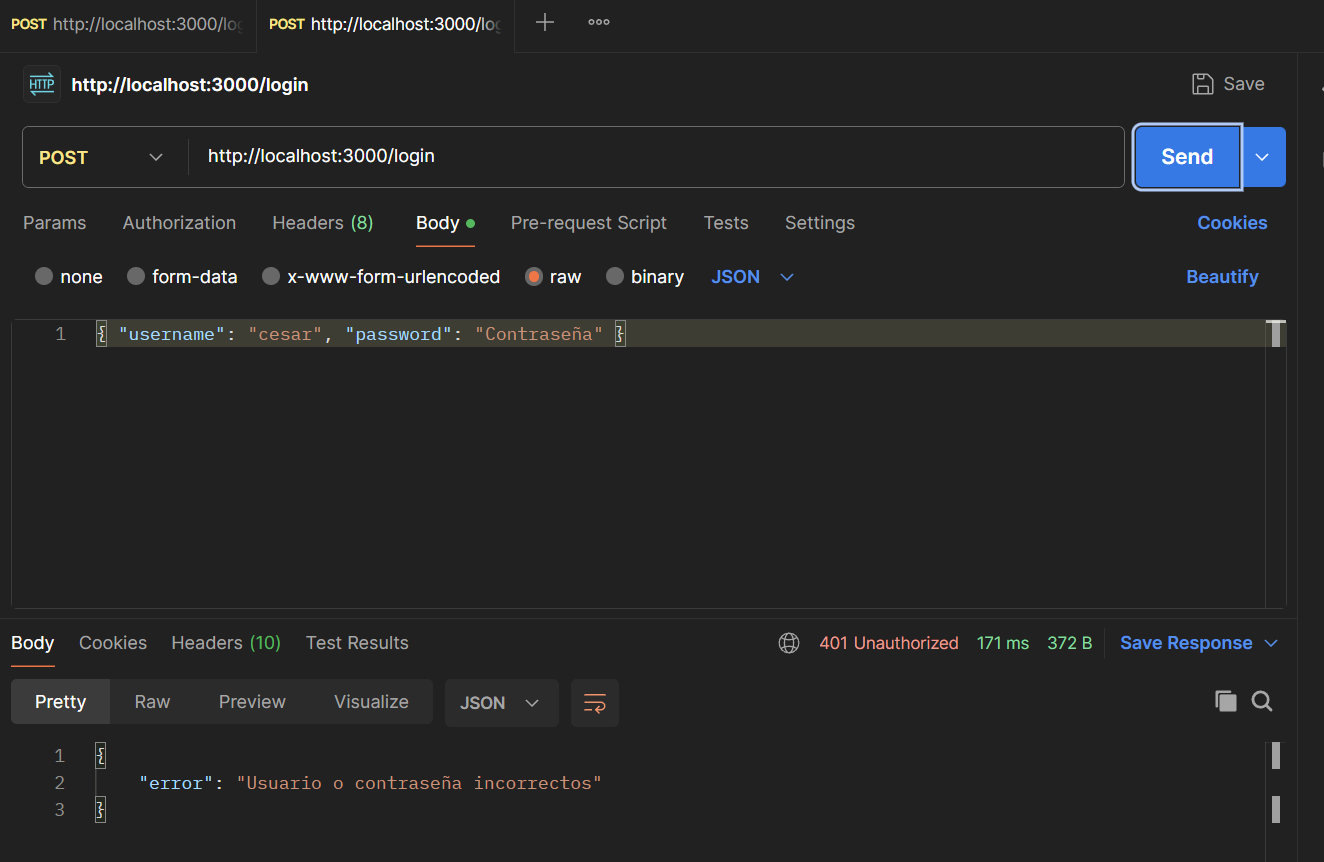 POST http://localhost:3000/log POST http://localhost:3000/log
HTTP http://localhost:3000/login Save
POST http://localhost:3000/login Send
Params Authorization Headers (8) Body Pre-request Script Tests Settings Cookies
none form-data x-www-form-urlencoded raw binary JSON Beautify
1 { "username": "cesar", "password": "Contraseña" }
Body Cookies Headers (10) Test Results 401 Unauthorized 171 ms 372 B Save Response
Pretty Raw Preview Visualize JSON
1 {
2 "error": "Usuario o contraseña incorrectos"
3 }